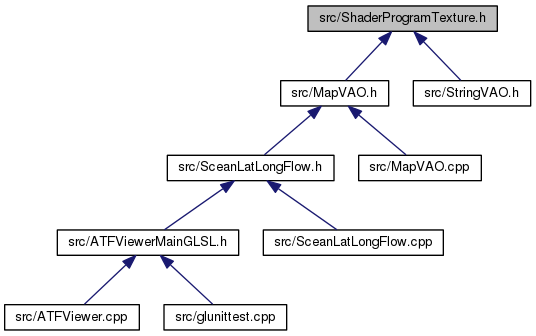 src/ShaderProgramTexture.h
src/MapVAO.h
src/StringVAO.h
src/SceanLatLongFlow.h
src/MapVAO.cpp
src/ATFViewerMainGLSL.h
src/SceanLatLongFlow.cpp
src/ATFViewer.cpp
src/glunittest.cpp